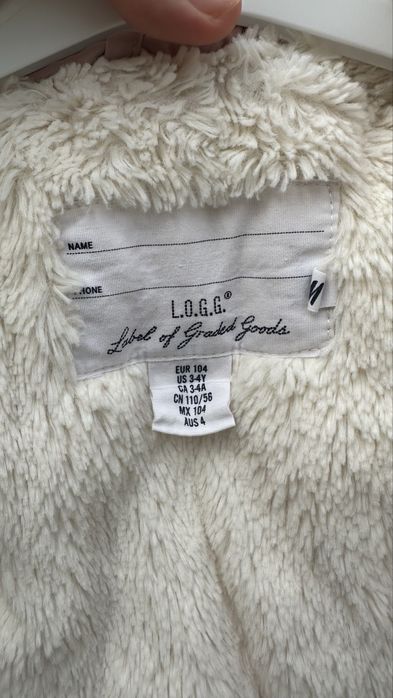 NAME
L.O.G.G.®
Label of Graded Goods
EUR 104
US 3-4Y
CA 3-4A
CN 110/56
MX 104
AUS 4